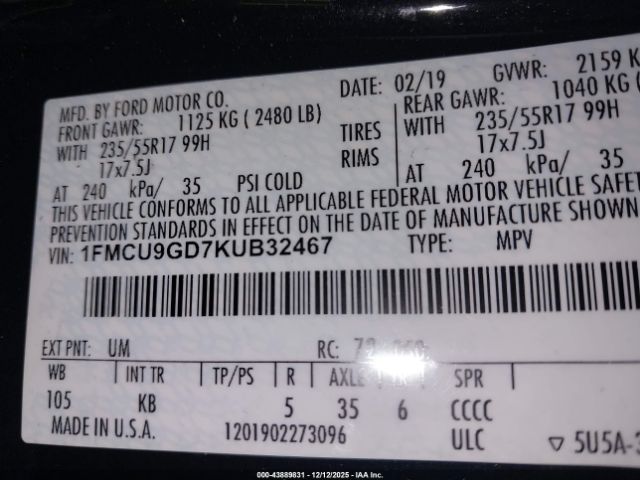 DATE: 02/19 GVWR: 2159 K
MFD. BY FORD MOTOR CO.
FRONT GAWR: 1125 KG ( 2480 LB) REAR GAWR: 1040 KG (
WITH 235/55R17 99H TIRES WITH 235/55R17 99H
17x7.5J RIMS 17x7.5J
AT 240 kPa/ 35 PSI COLD AT 240 kPa/ 35
THIS VEHICLE CONFORMS TO ALL APPLICABLE FEDERAL MOTOR VEHICLE SAFET
PREVENTION STANDARDS IN EFFECT ON THE DATE OF MANUFACTURE SHOWN
VIN: 1FMCU9GD7KUB32467 TYPE: MPV
EXT PNT: UM RC:
WB INT TR TP/PS R AXLE SPR
105 KB 5 35 6 CCCC
MADE IN U.S.A. 1201902273096 ULC ▽ 5U5A-3
000-43889831 - 12/12/2025 - IAA Inc.